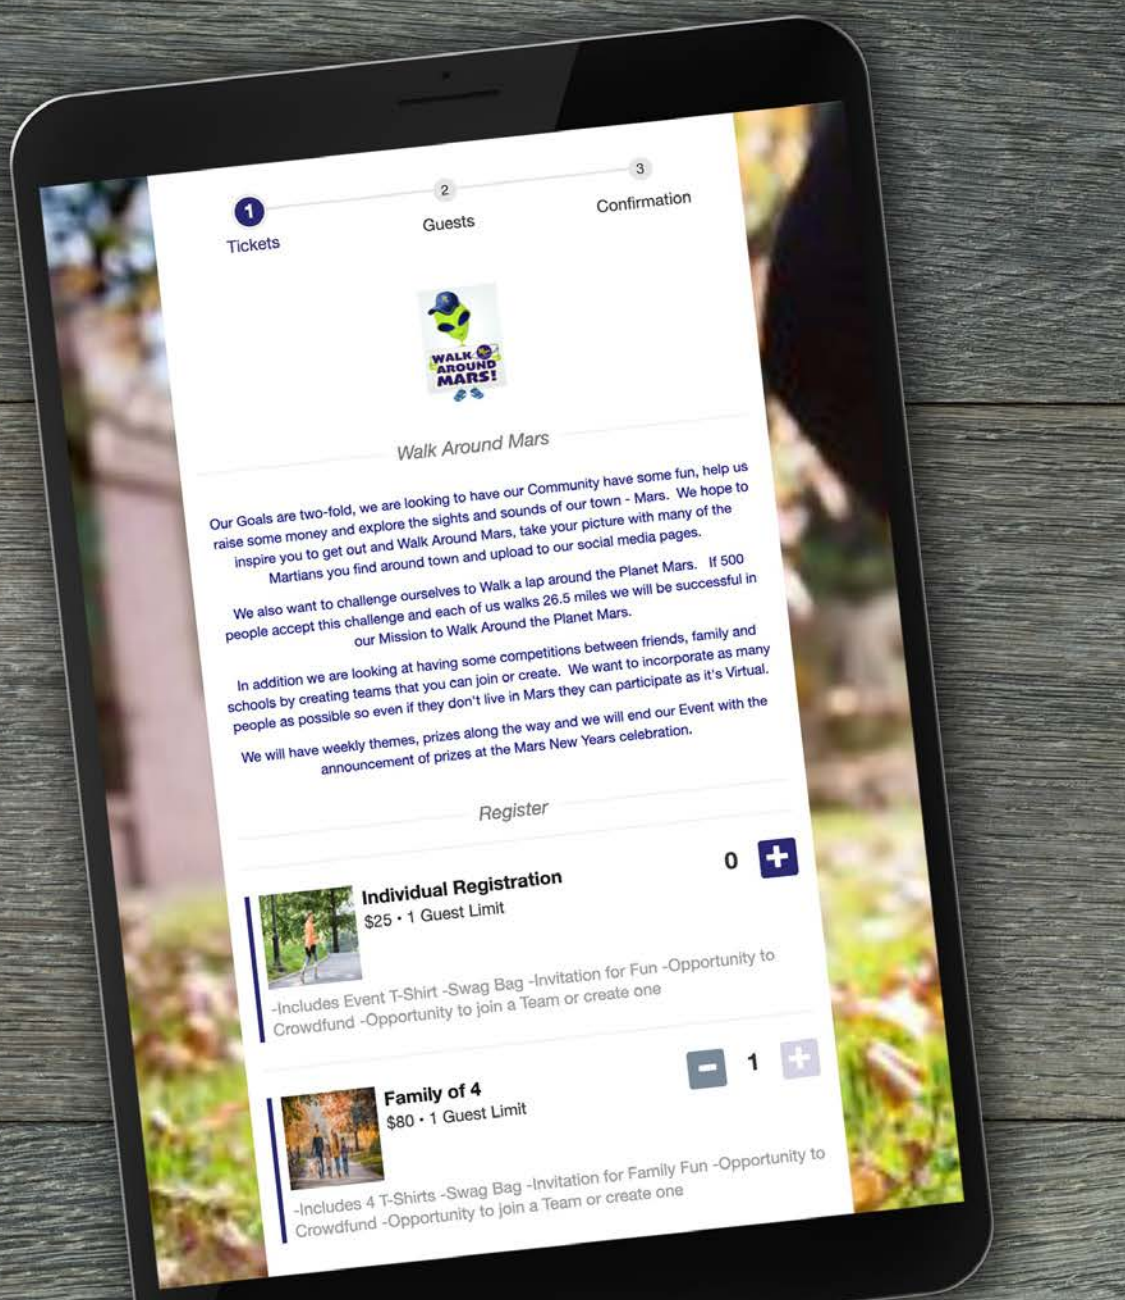 1
2
3
Tickets
Guests
Confirmation
WALK
AROUND
MARS!
Walk Around Mars
Our Goals are two-fold, we are looking to have our Community have some fun, help us
raise some money and explore the sights and sounds of our town - Mars. We hope to
inspire you to get out and Walk Around Mars, take your picture with many of the
Martians you find around town and upload to our social media pages.
We also want to challenge ourselves to Walk a lap around the Planet Mars. If 500
people accept this challenge and each of us walks 26.5 miles we will be successful in
our Mission to Walk Around the Planet Mars.
In addition we are looking at having some competitions between friends, family and
schools by creating teams that you can join or create. We want to incorporate as many
people as possible so even if they don't live in Mars they can participate as it's Virtual.
We will have weekly themes, prizes along the way and we will end our Event with the
announcement of prizes at the Mars New Years celebration.
Register
Individual Registration
0 +
$25 • 1 Guest Limit
-Includes Event T-Shirt -Swag Bag -Invitation for Fun -Opportunity to
Crowdfund -Opportunity to join a Team or create one
Family of 4
- 1 +
$80 • 1 Guest Limit
-Includes 4 T-Shirts -Swag Bag -Invitation for Family Fun -Opportunity to
Crowdfund -Opportunity to join a Team or create one